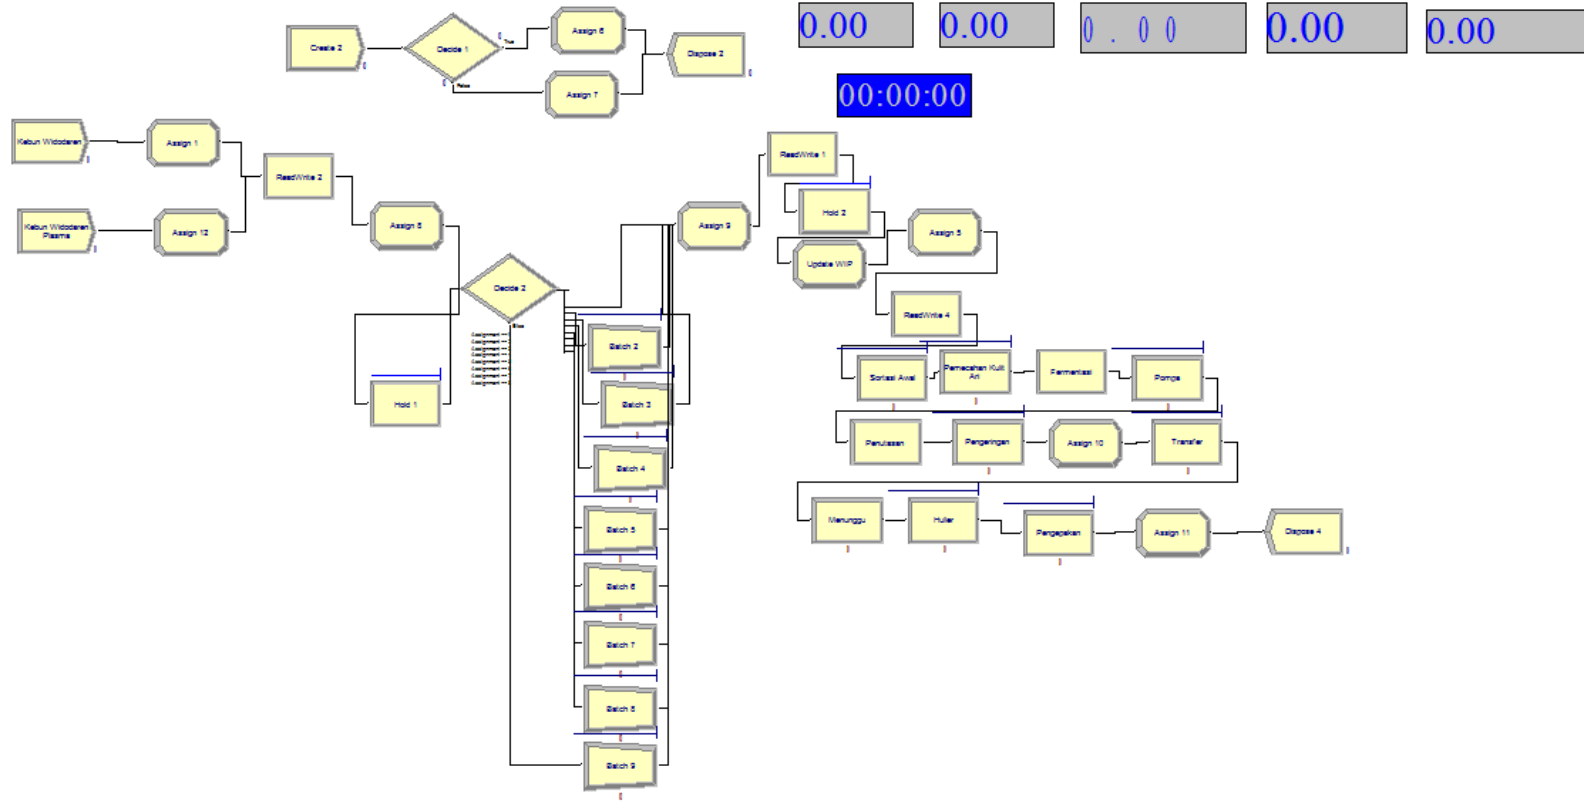 0.00
0.00
0.00
0.00
0.00
00:00:00
Create 2
Decide 1
True
False
Assign 6
Assign 7
Dispose 2
Kebun Widodaren
Assign 1
Kebun Widodaren
Plasma
Assign 12
ReadWrite 2
Assign 8
Hold 1
Decide 2
Else
Batch 2
Batch 3
Batch 4
Batch 5
Batch 6
Batch 7
Batch 8
Batch 9
Assign 9
ReadWrite 1
Hold 2
Update WIP
Assign 5
ReadWrite 4
Sortasi Awal
Pemecahan Kulit
Ari
Fermentasi
Pompa
Penutasan
Pengeringan
Assign 10
Transfer
Menunggu
Huller
Pengepakan
Assign 11
Dispose 4